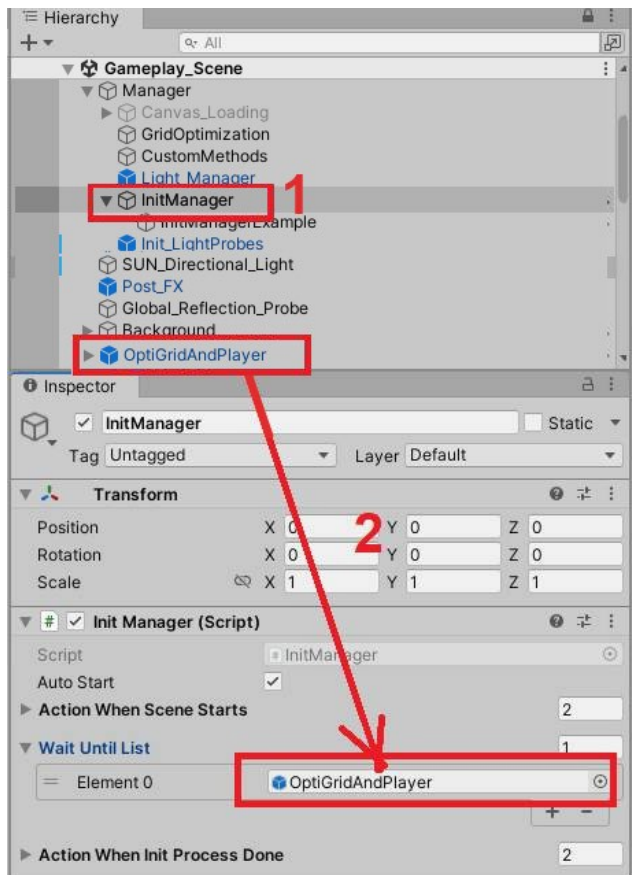 Hierarchy
All
Gameplay_Scene
Manager
Canvas_Loading
GridOptimization
CustomMethods
Light_Manager
InitManager 1
InitManagerExample
Init_LightProbes
SUN_Directional_Light
Post_FX
Global_Reflection_Probe
Background
OptiGridAndPlayer
Inspector
InitManager Static
Tag Untagged Layer Default
Transform
Position X 0 Y 0 Z 0
2
Rotation X 0 Y 0 Z 0
Scale X 1 Y 1 Z 1
# Init Manager (Script)
Script # InitManager
Auto Start
Action When Scene Starts 2
Wait Until List 1
Element 0 OptiGridAndPlayer
+ -
Action When Init Process Done 2